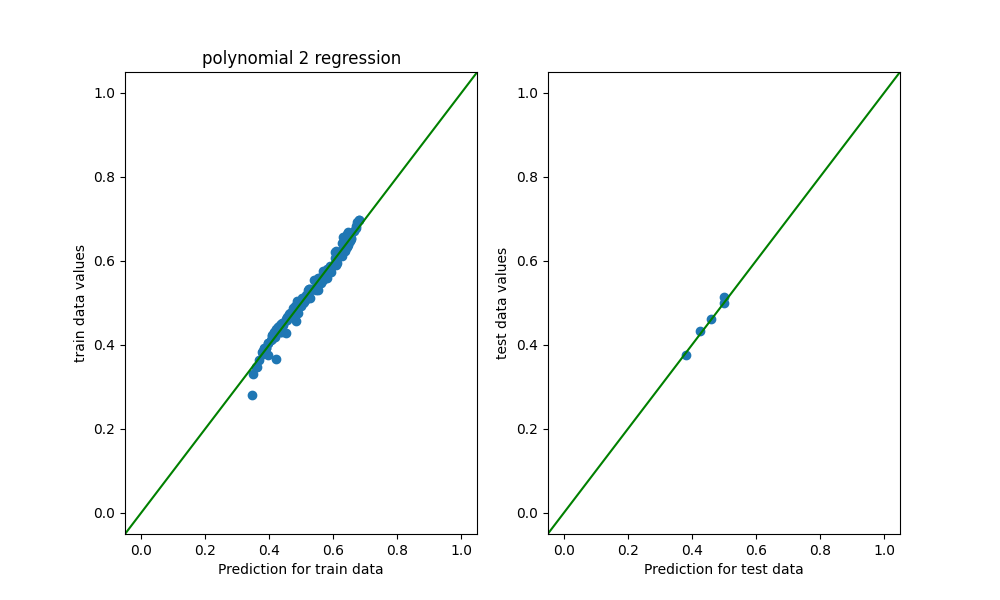 polynomial 2 regression
train data values
1.0
0.8
0.6
0.4
0.2
0.0
0.0 0.2 0.4 0.6 0.8 1.0
Prediction for train data
test data values
1.0
0.8
0.6
0.4
0.2
0.0
0.0 0.2 0.4 0.6 0.8 1.0
Prediction for test data